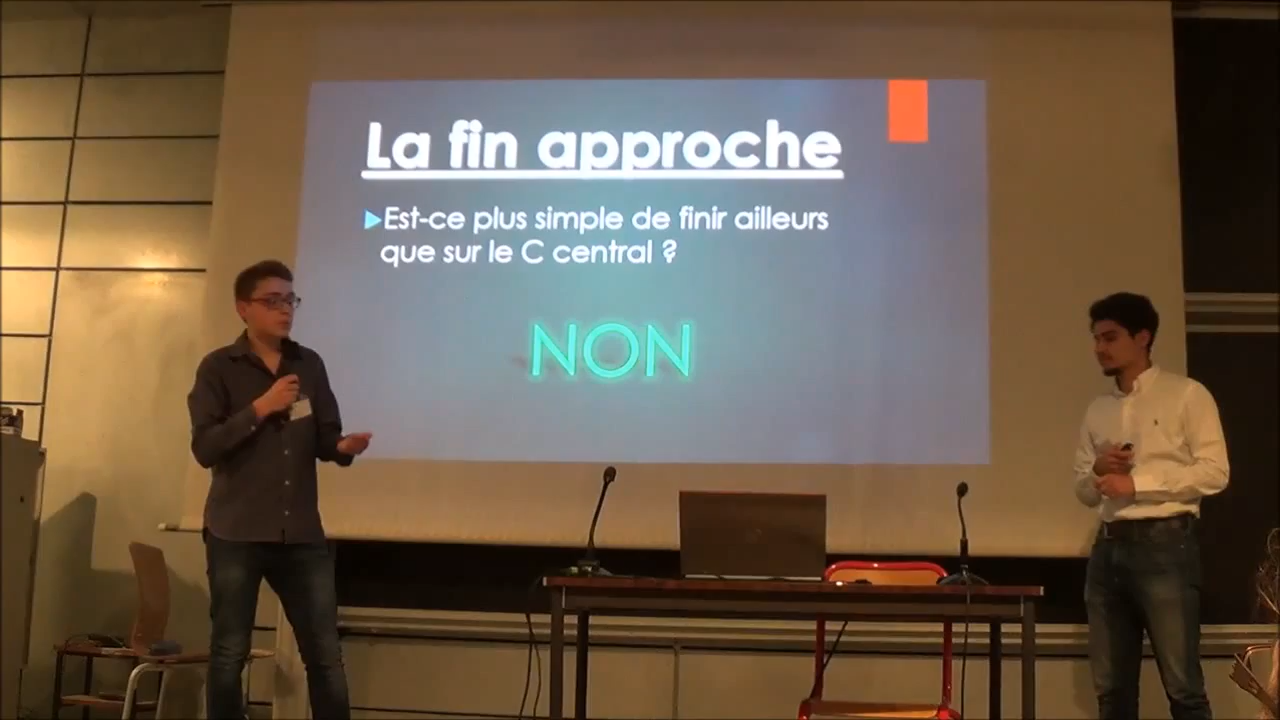 La fin approche
Est-ce plus simple de finir ailleurs
que sur le C central ?
NON